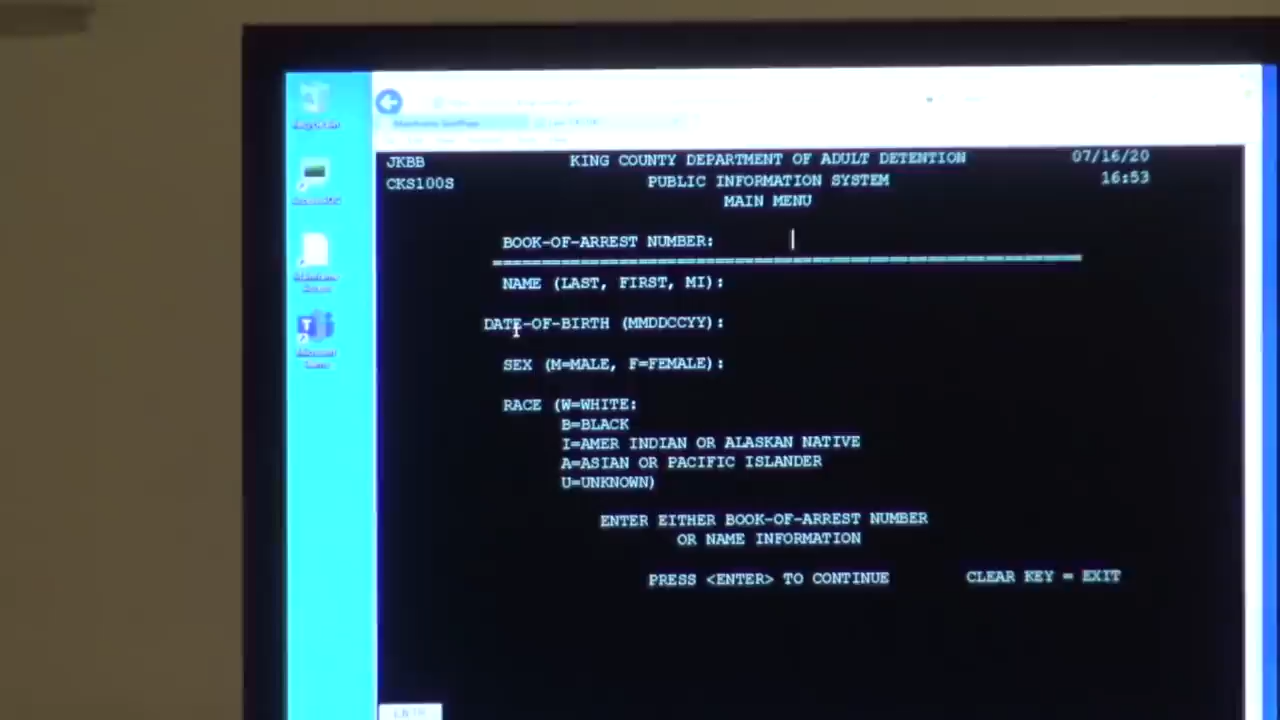 JKBB KING COUNTY DEPARTMENT OF ADULT DETENTION 07/16/20
CKS100S PUBLIC INFORMATION SYSTEM 16:53
MAIN MENU
BOOK-OF-ARREST NUMBER:
NAME (LAST, FIRST, MI):
DATE-OF-BIRTH (MMDDCCYY):
SEX (M=MALE, F=FEMALE):
RACE (W=WHITE:
B=BLACK
I=AMER INDIAN OR ALASKAN NATIVE
A=ASIAN OR PACIFIC ISLANDER
U=UNKNOWN)
ENTER EITHER BOOK-OF-ARREST NUMBER
OR NAME INFORMATION
PRESS <ENTER> TO CONTINUE CLEAR KEY = EXIT